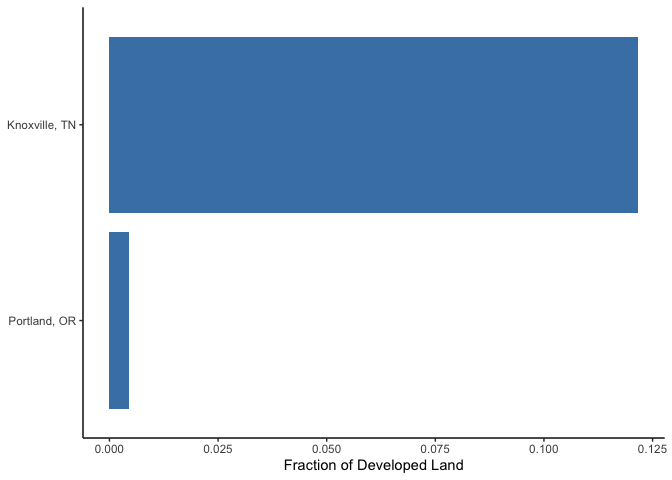 Knoxville, TN
Portland, OR
0.000 0.025 0.050 0.075 0.100 0.125
Fraction of Developed Land